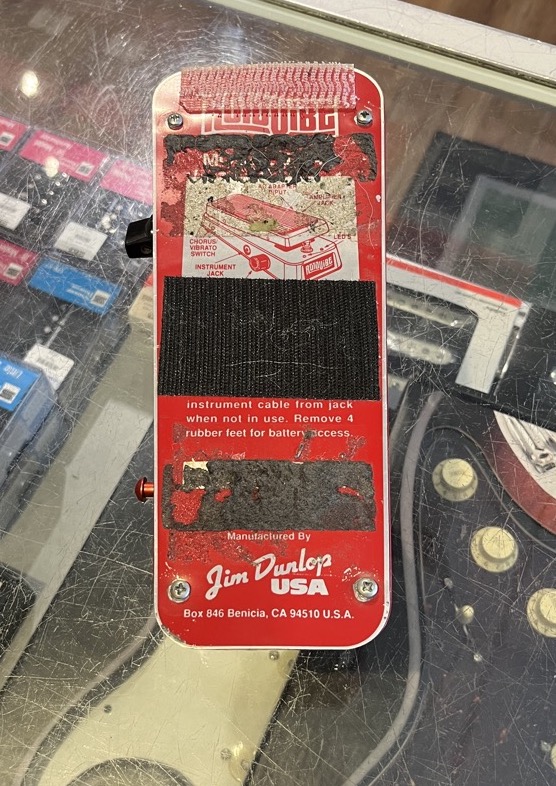 ROTOVIBE
ADAPTER
INPUT
AMPLIFIER
JACK
LED'S
CHORUS/
VIBRATO
SWITCH
INSTRUMENT
JACK
ROTOVIBE
instrument cable from jack
when not in use. Remove 4
rubber feet for battery access.
Manufactured By
Jim Dunlop
USA
Box 846 Benicia, CA 94510 U.S.A.